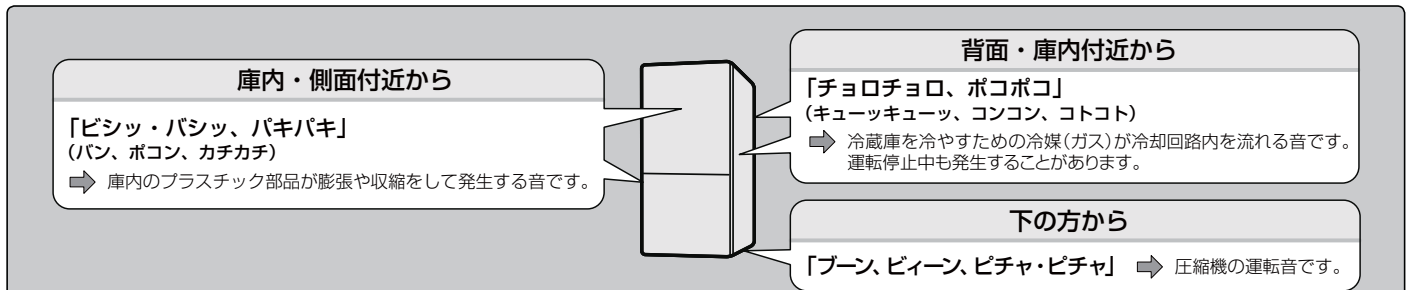 庫内・側面付近から
「ビシッ・バシッ、パキパキ」
（バン、ポコン、カチカチ）
庫内のプラスチック部品が膨張や収縮をして発生する音です。
背面・庫内付近から
「チョロチョロ、ポコポコ」
（キューッキューッ、コンコン、コトコト）
冷蔵庫を冷やすための冷媒（ガス）が冷却回路内を流れる音です。
運転停止中も発生することがあります。
下の方から
「ブーン、ビィーン、ピチャ・ピチャ」 圧縮機の運転音です。